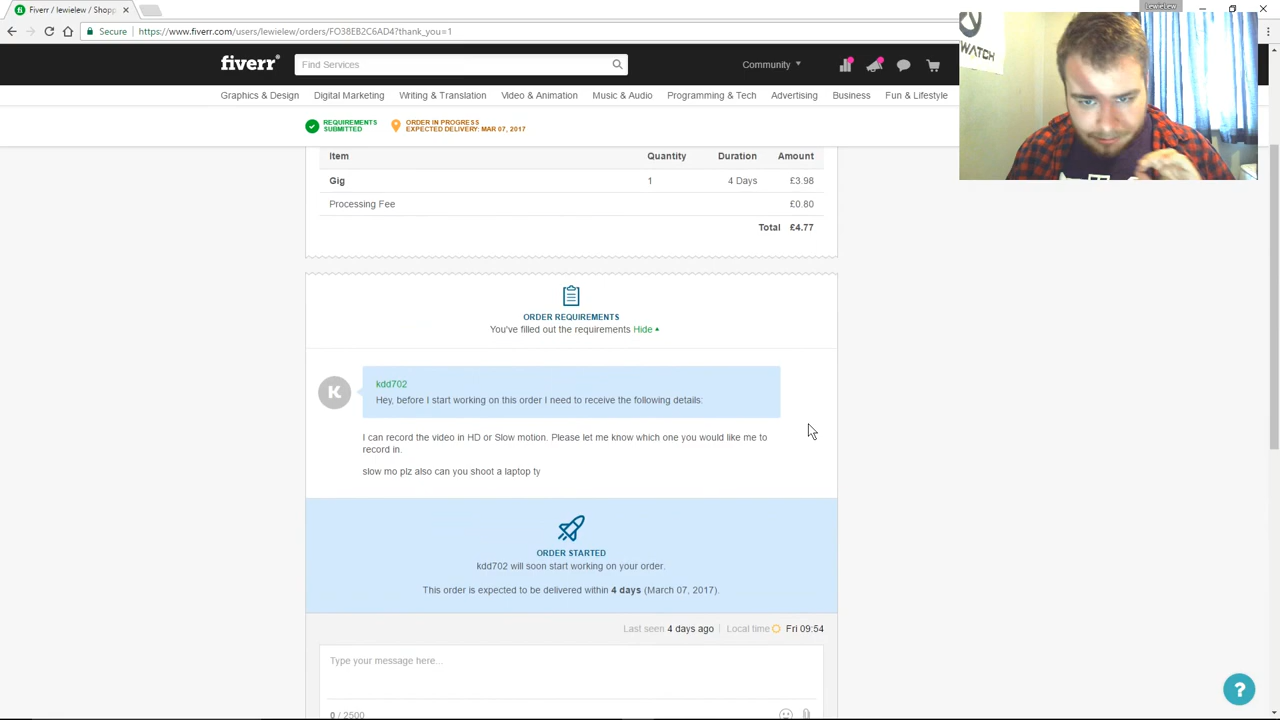 Fiverr / lewielew / Shopp
LewieLew
Secure
https://www.fiverr.com/users/lewielew/orders/FO38EB2C6AD4?thank_you=1
fiverr®
Find Services
Community
Graphics & Design Digital Marketing Writing & Translation Video & Animation Music & Audio Programming & Tech Advertising Business Fun & Lifestyle
REQUIREMENTS
SUBMITTED
ORDER IN PROGRESS
EXPECTED DELIVERY: MAR 07, 2017
Item Quantity Duration Amount
Gig 1 4 Days £3.98
Processing Fee £0.80
Total £4.77
ORDER REQUIREMENTS
You've filled out the requirements Hide
K
kdd702
Hey, before I start working on this order I need to receive the following details:
I can record the video in HD or Slow motion. Please let me know which one you would like me to
record in.
slow mo plz also can you shoot a laptop ty
ORDER STARTED
kdd702 will soon start working on your order.
This order is expected to be delivered within 4 days (March 07, 2017).
Last seen 4 days ago Local time Fri 09:54
Type your message here...
0 / 2500
?